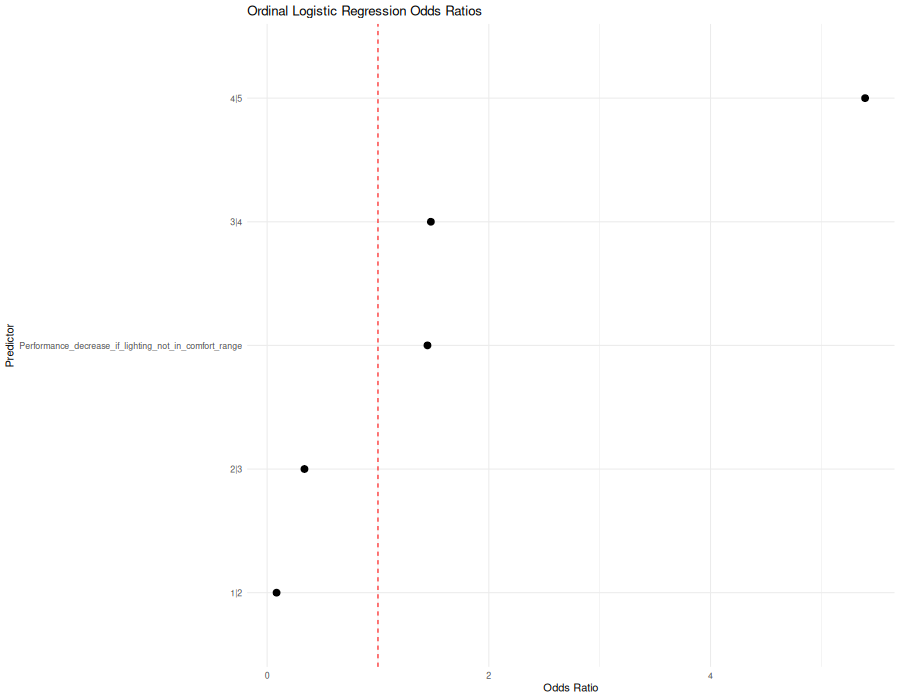 Ordinal Logistic Regression Odds Ratios
4|5
3|4
Performance_decrease_if_lighting_not_in_comfort_range
2|3
1|2
Predictor
0 2 4
Odds Ratio